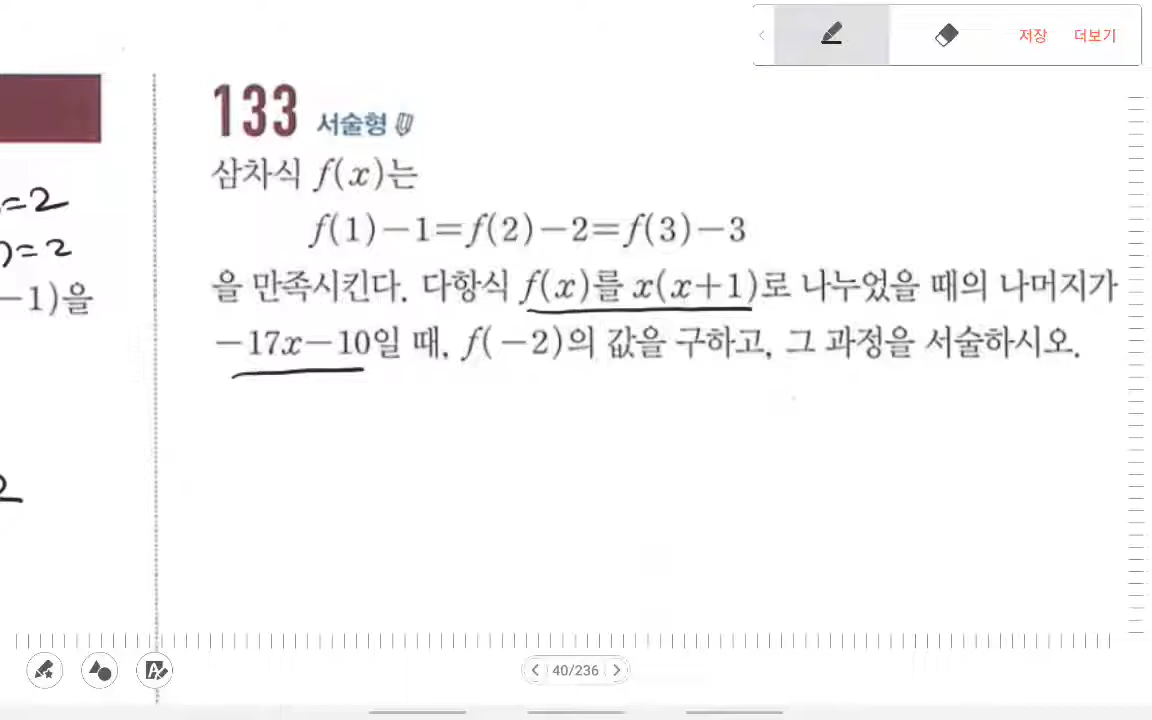 저장 더보기
133 서술형
삼차식 f(x)는
=2
f(1)-1=f(2)-2=f(3)-3
)=2
을 만족시킨다. 다항식 f(x)를 x(x+1)로 나누었을 때의 나머지가
-1)을
-17x-10일 때, f(-2)의 값을 구하고, 그 과정을 서술하시오.
40/236